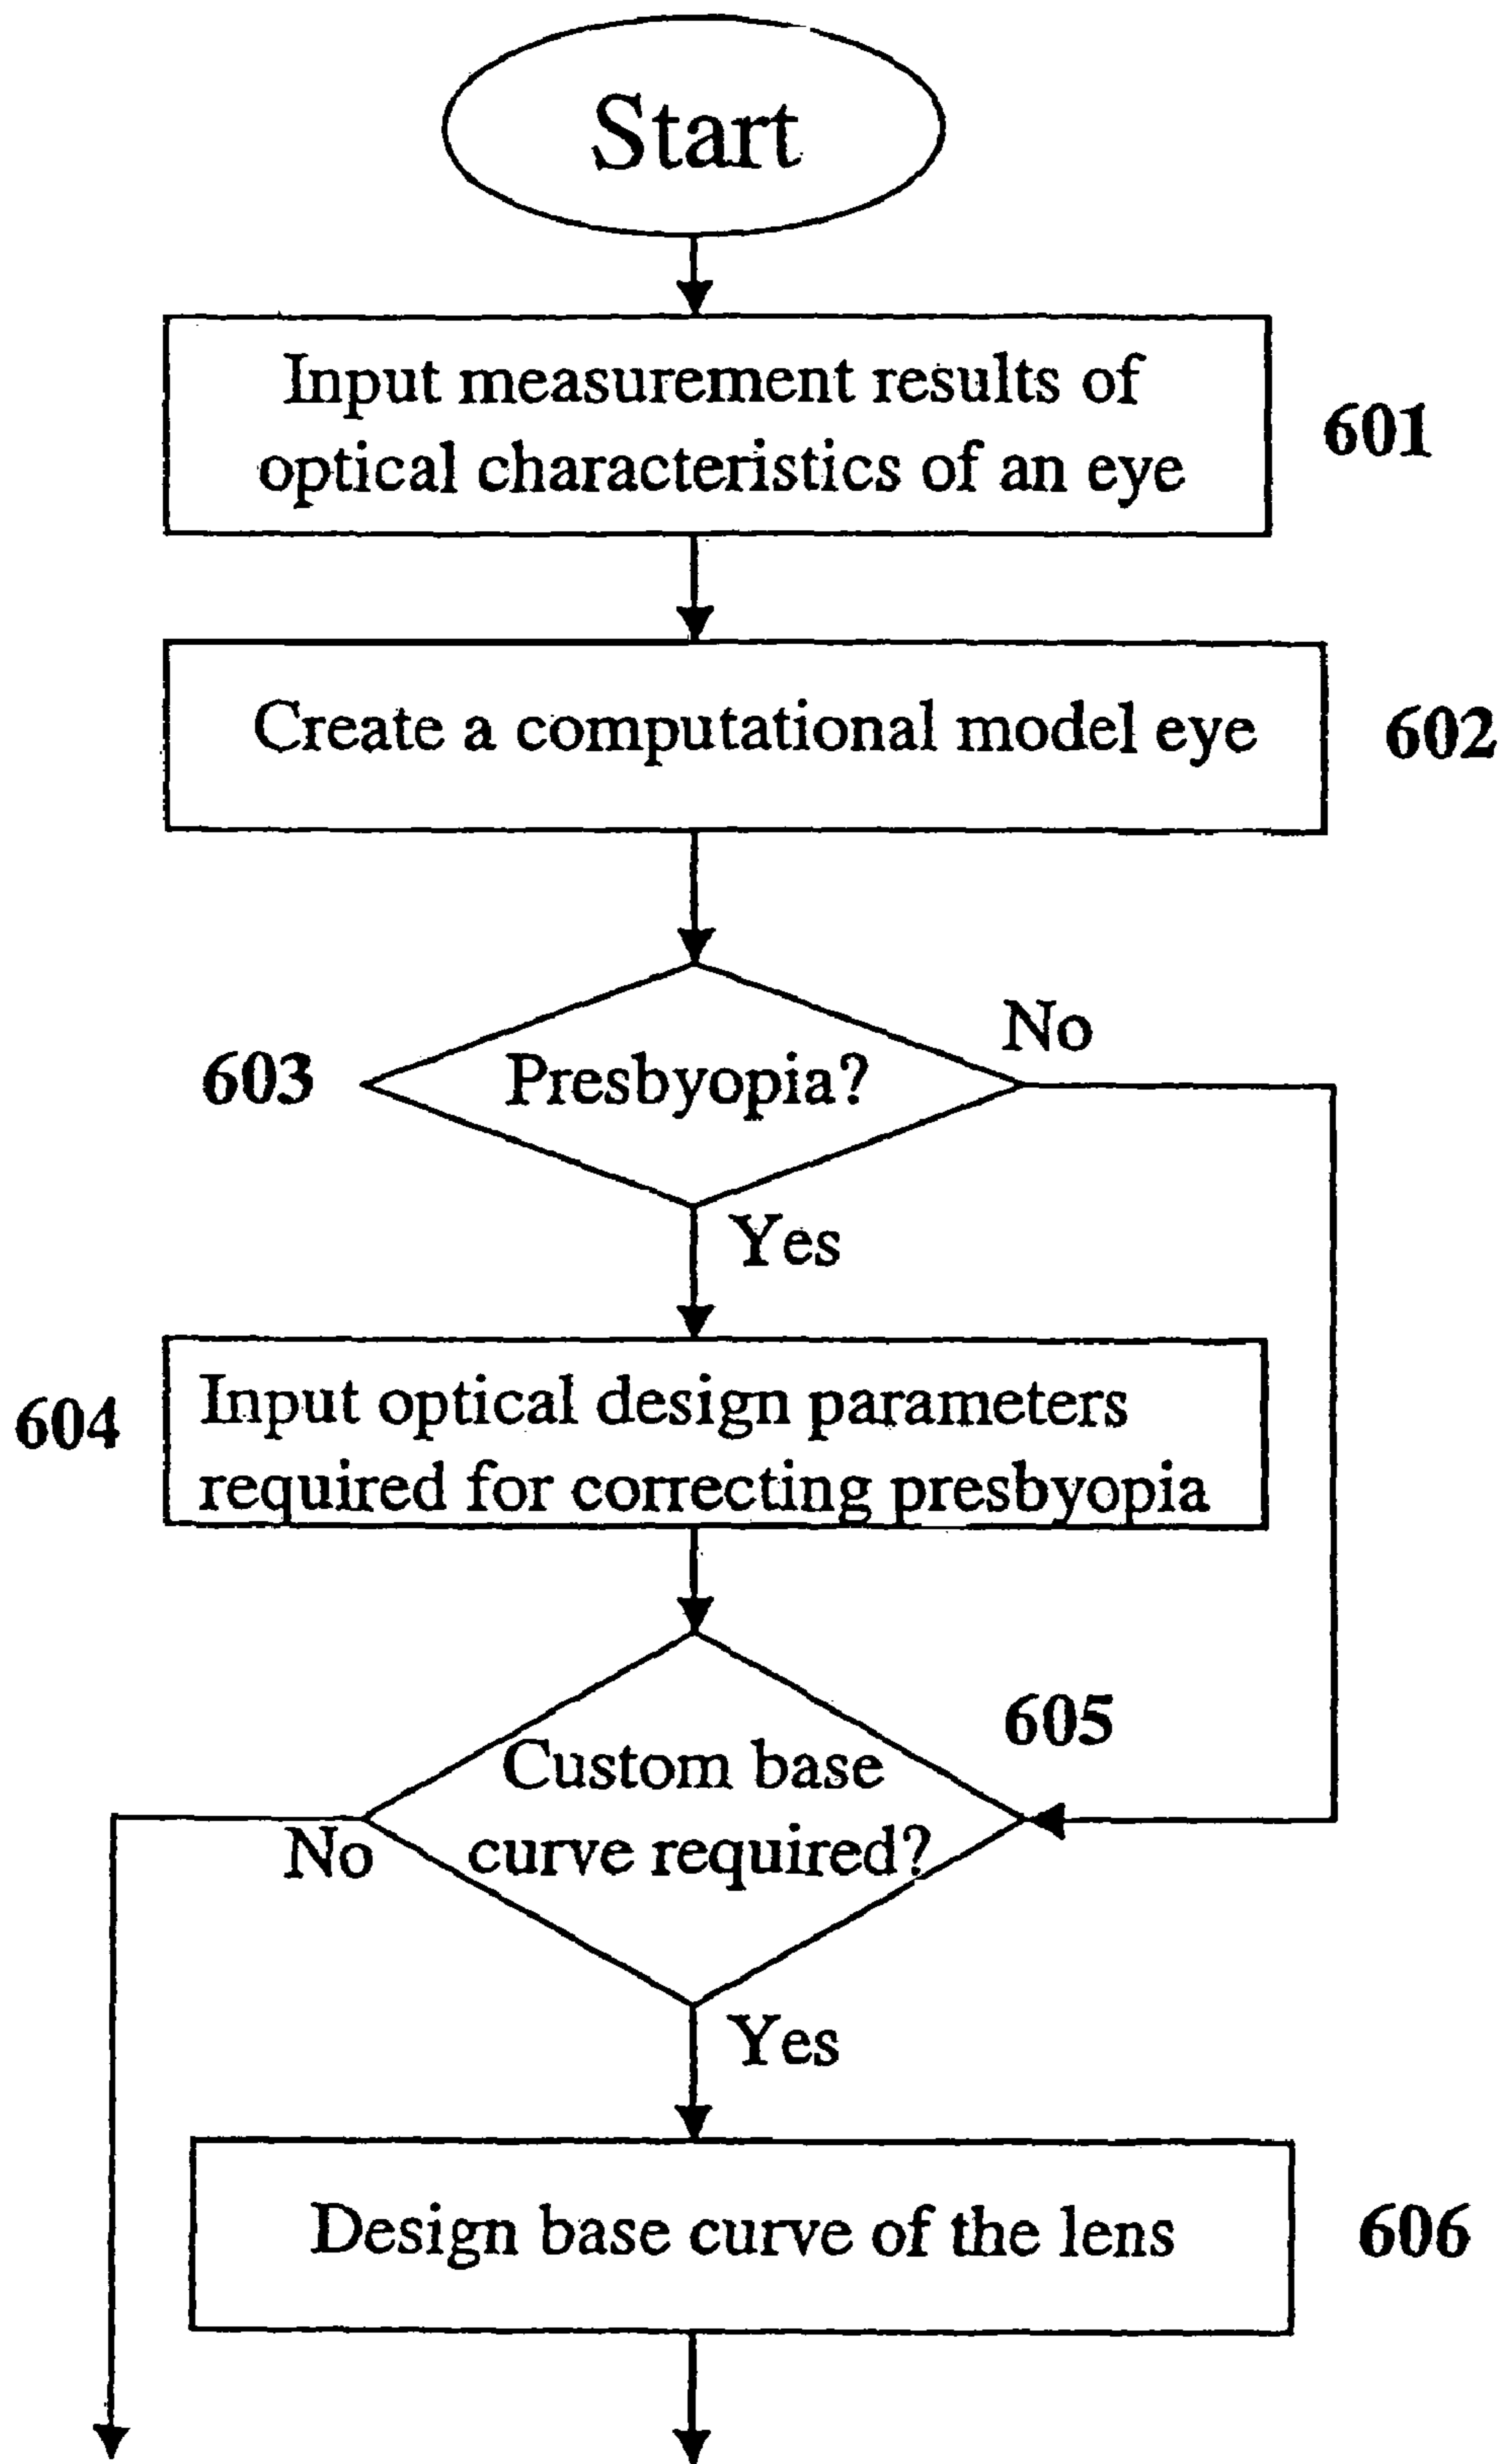 Start
Input measurement results of
optical characteristics of an eye
601
Create a computational model eye
602
No
603
Presbyopia?
Yes
Input optical design parameters
required for correcting presbyopia
604
605
Custom base
curve required?
No
Yes
Design base curve of the lens
606